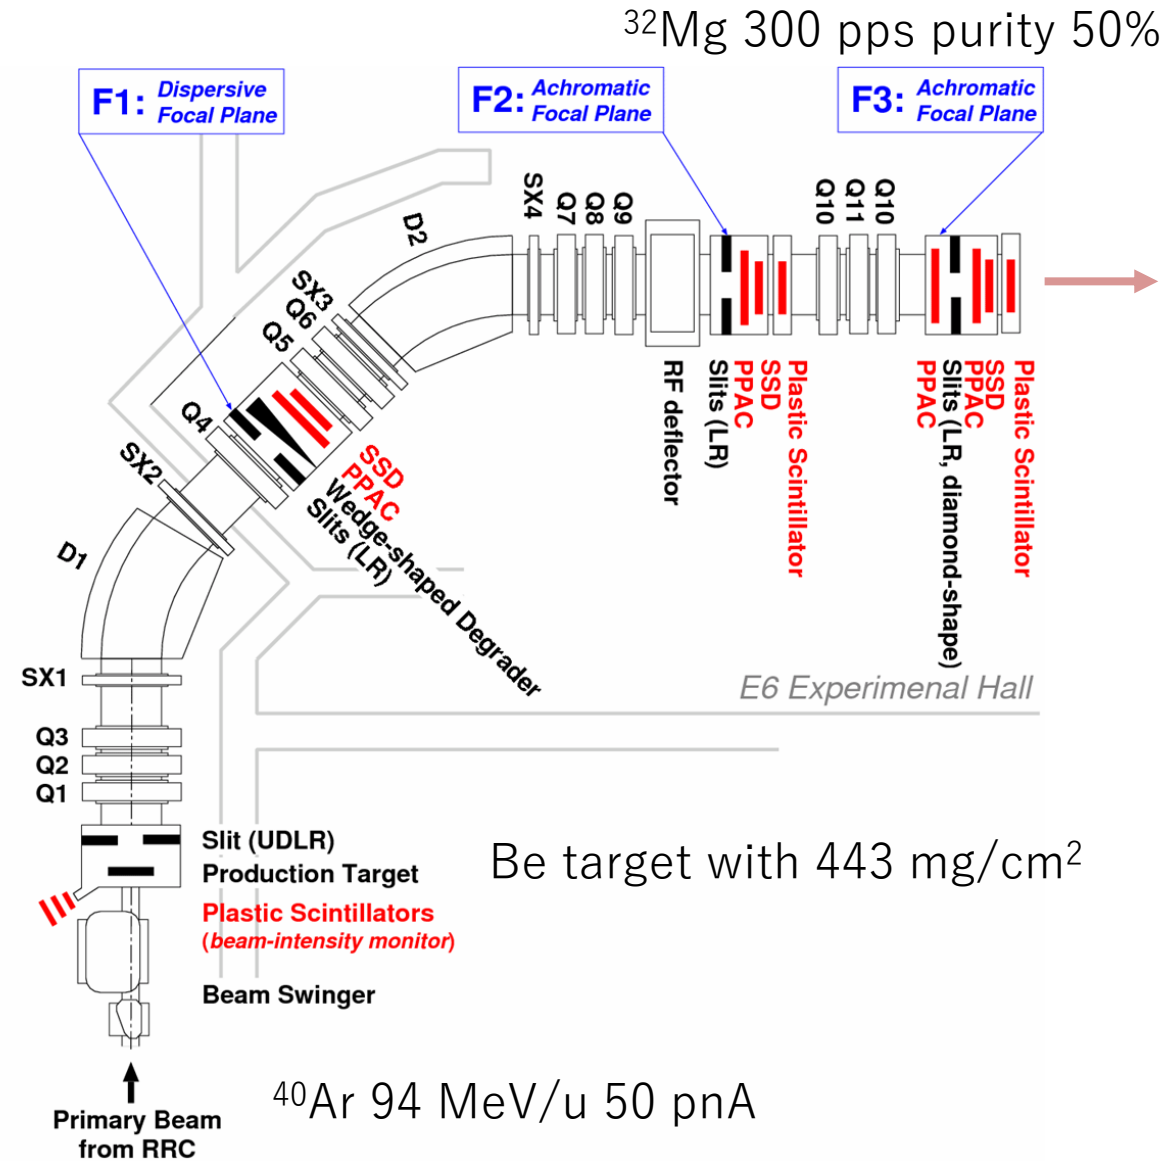 ³²Mg 300 pps purity 50%
F1: Dispersive
Focal Plane
F2: Achromatic
Focal Plane
F3: Achromatic
Focal Plane
D2
SX4
Q7
Q8
Q9
Q10
Q11
Q10
SX3
Q6
Q5
Q4
SX2
D1
SSD
PPAC
Wedge-shaped Degrader
Slits (LR)
RF deflector
Slits (LR)
PPAC
SSD
Plastic Scintillator
PPAC
Slits (LR, diamond-shape)
PPAC
SSD
Plastic Scintillator
E6 Experimenal Hall
SX1
Q3
Q2
Q1
Slit (UDLR)
Production Target
Plastic Scintillators
(beam-intensity monitor)
Beam Swinger
Be target with 443 mg/cm²
⁴⁰Ar 94 MeV/u 50 pnA
Primary Beam
from RRC